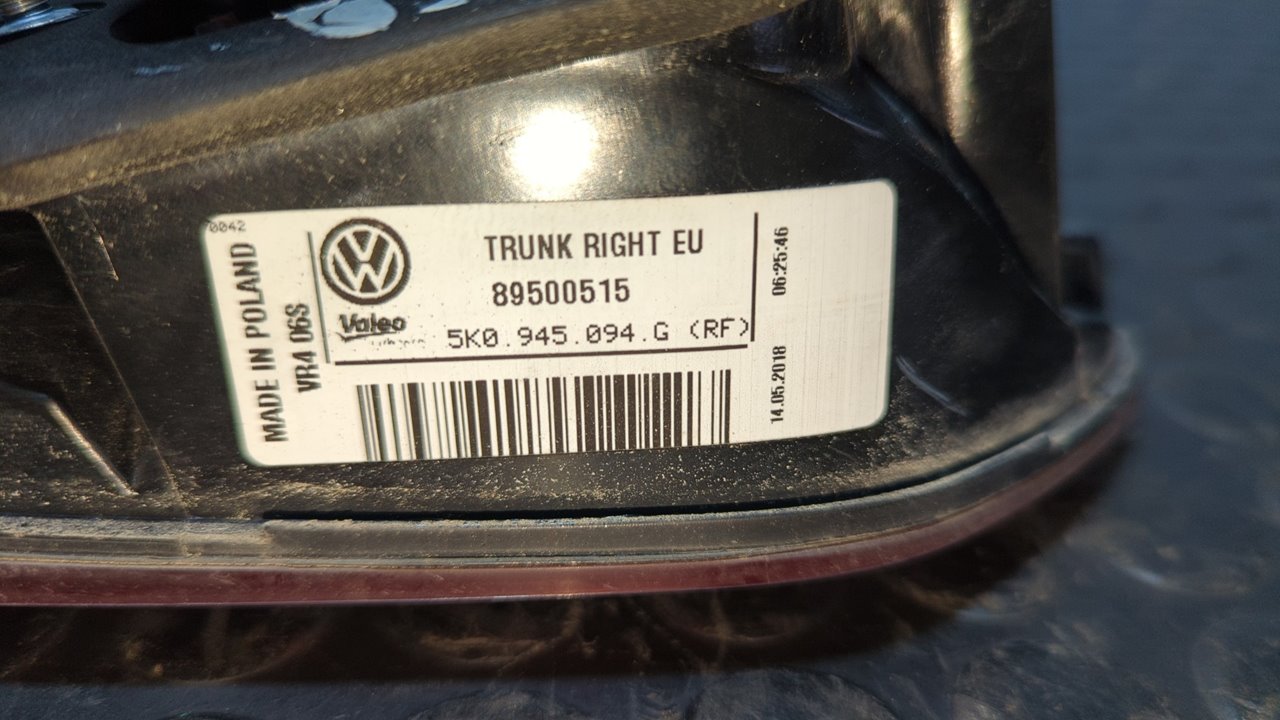 0042
MADE IN POLAND
VR4 06S
TRUNK RIGHT EU
89500515
Valeo
5K0.945.094.G (RF)
14.05.2018 06:25:46